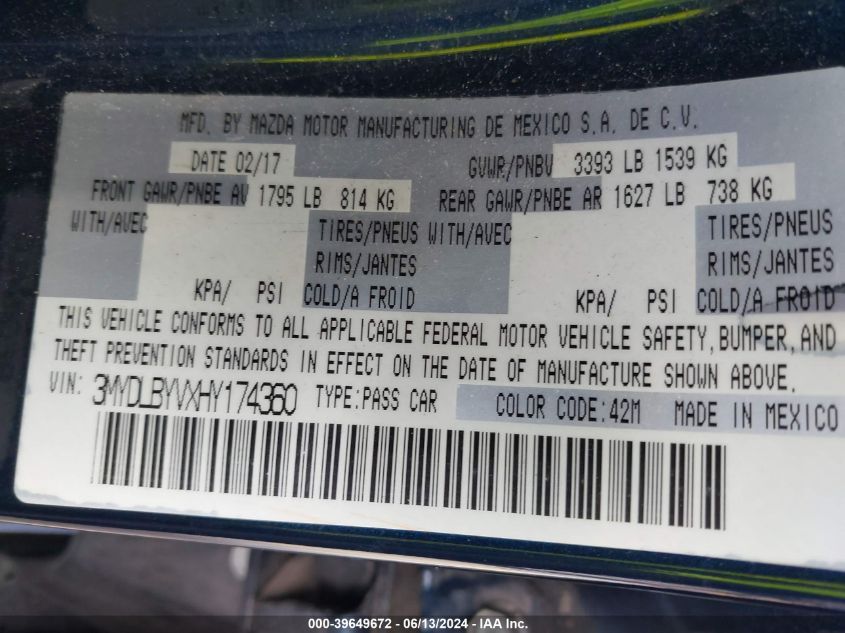 MFD. BY MAZDA MOTOR MANUFACTURING DE MEXICO S.A. DE C.V.
DATE 02/17 GVWR/PNBV 3393 LB 1539 KG
FRONT GAWR/PNBE AV 1795 LB 814 KG REAR GAWR/PNBE AR 1627 LB 738 KG
WITH/AVEC TIRES/PNEUS WITH/AVEC TIRES/PNEUS
RIMS/JANTES RIMS/JANTES
KPA/ PSI COLD/A FROID KPA/ PSI COLD/A FROID
THIS VEHICLE CONFORMS TO ALL APPLICABLE FEDERAL MOTOR VEHICLE SAFETY, BUMPER, AND
THEFT PREVENTION STANDARDS IN EFFECT ON THE DATE OF MANUFACTURE SHOWN ABOVE.
VIN: 3MYDLBYVXHY174360 TYPE:PASS CAR COLOR CODE:42M MADE IN MEXICO
000-39649672 - 06/13/2024 - IAA Inc.